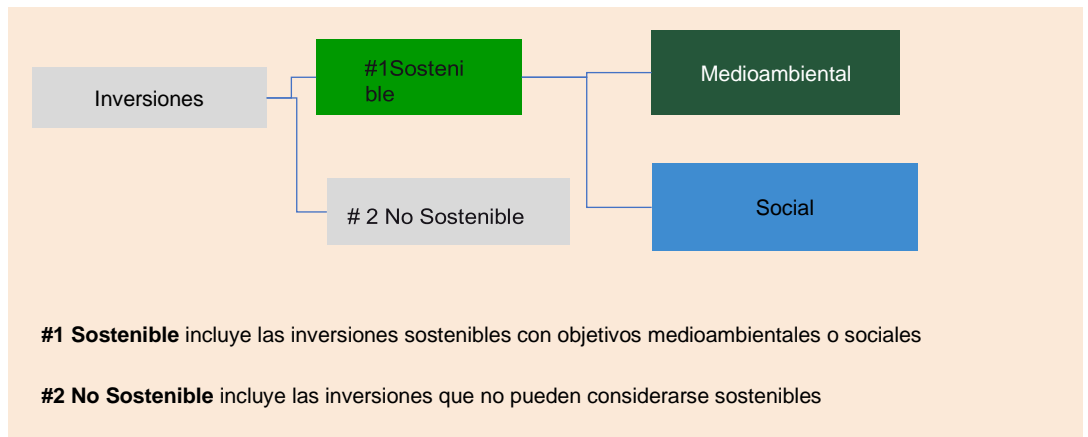 #1Sosteni
ble
Medioambiental
Inversiones
# 2 No Sostenible
Social
#1 Sostenible incluye las inversiones sostenibles con objetivos medioambientales o sociales
#2 No Sostenible incluye las inversiones que no pueden considerarse sostenibles